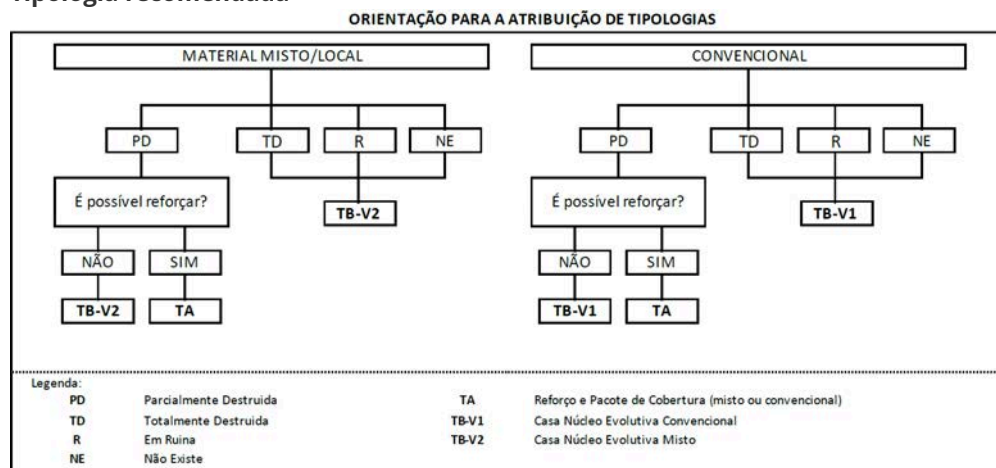 Tipologia recomendada
ORIENTAÇÃO PARA A ATRIBUIÇÃO DE TIPOLOGIAS
MATERIAL MISTO/LOCAL
PD TD R NE
É possível reforçar?
TB-V2
NÃO SIM
TB-V2 TA
CONVENCIONAL
PD TD R NE
É possível reforçar?
TB-V1
NÃO SIM
TB-V1 TA
Legenda:
PD Parcialmente Destruida
TD Totalmente Destruida
R Em Ruina
NE Não Existe
TA Reforço e Pacote de Cobertura (misto ou convencional)
TB-V1 Casa Núcleo Evolutiva Convencional
TB-V2 Casa Núcleo Evolutiva Misto